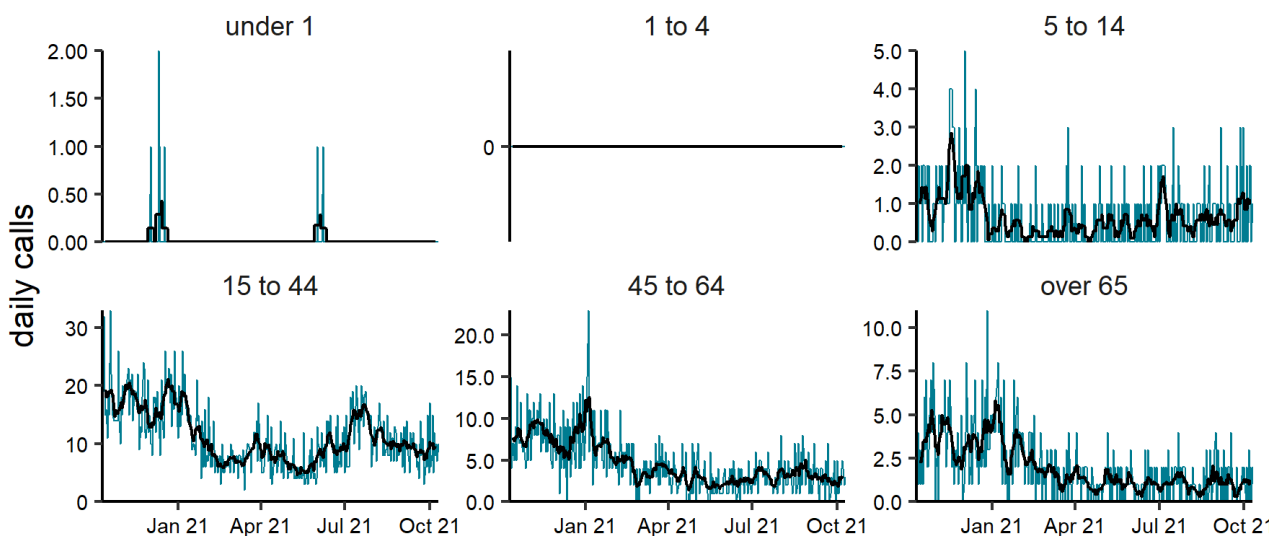 under 1
1 to 4
5 to 14
2.00
1.50
1.00
0.50
0.00
0
5.0
4.0
3.0
2.0
1.0
0.0
daily calls
15 to 44
45 to 64
over 65
30
20
10
0
20.0
15.0
10.0
5.0
0.0
10.0
7.5
5.0
2.5
0.0
Jan 21 Apr 21 Jul 21 Oct 21
Jan 21 Apr 21 Jul 21 Oct 21
Jan 21 Apr 21 Jul 21 Oct 21